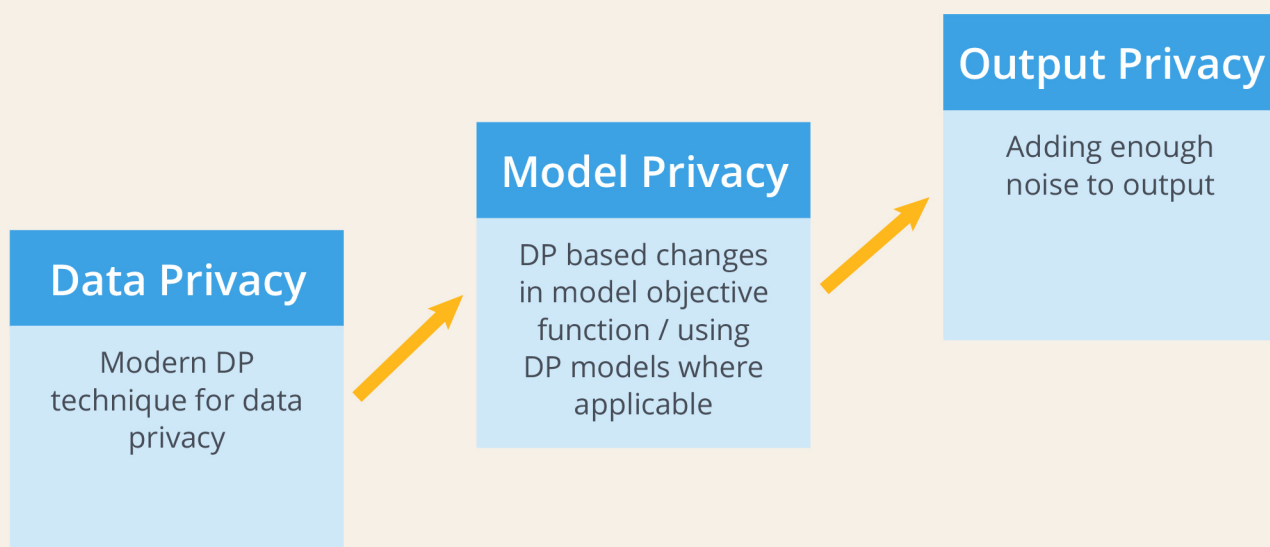 Data Privacy
Modern DP
technique for data
privacy
Model Privacy
DP based changes
in model objective
function / using
DP models where
applicable
Output Privacy
Adding enough
noise to output